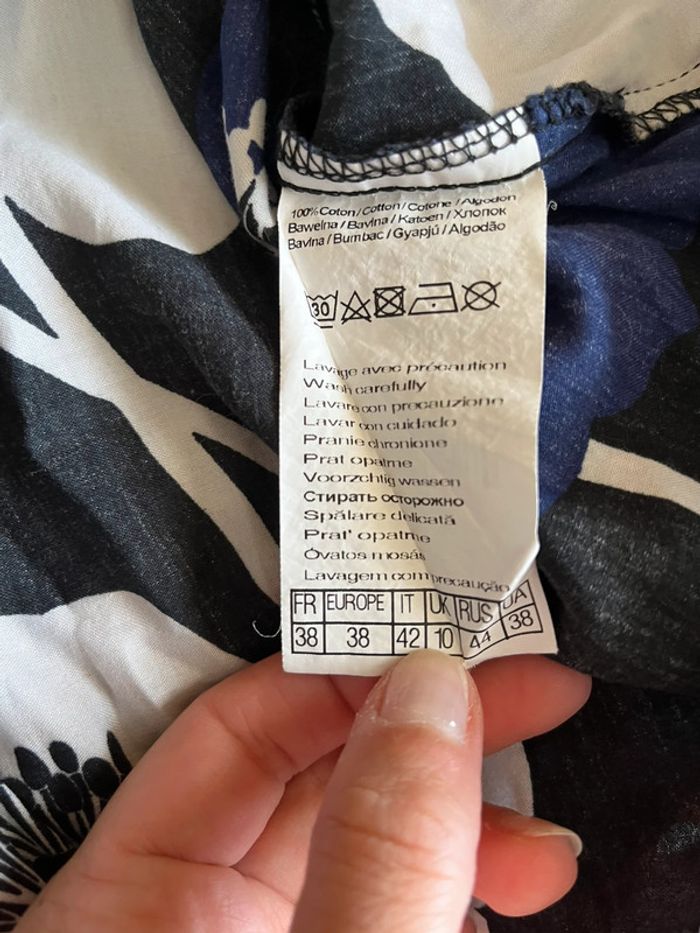 100% Coton/Cotton/Cotone/Algodon
Bawełna/Bavlna/Katoen/Хлопок
Bavlna/Bumbac/Gyapjú/Algodão
30
Lavage avec précaution
Wash carefully
Lavare con precauzione
Lavar con cuidado
Pranie chronione
Prat opatrne
Voorzchtig wassen
Стирать осторожно
Spălare delicată
Prat' opatrne
Óvatos mosás
Lavagem com precaução
FR EUROPE IT UK RUS UA
38 38 42 10 44 38